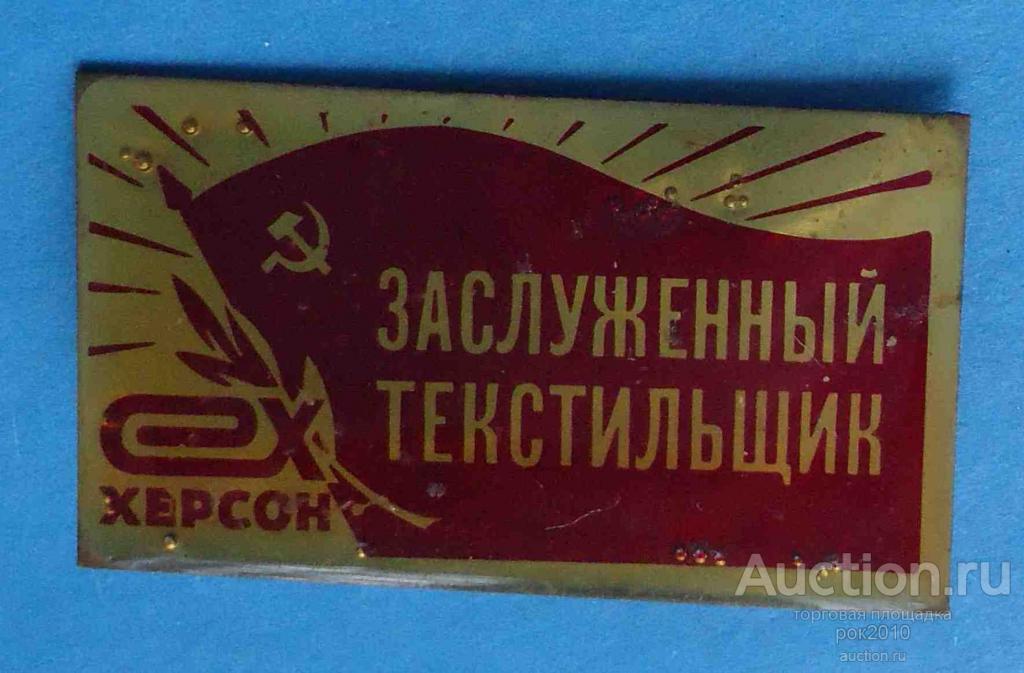 ЗАСЛУЖЕННЫЙ
ТЕКСТИЛЬЩИК
ХЕРСОН
Auction.ru
торговая площадка
рок2010
auction.ru